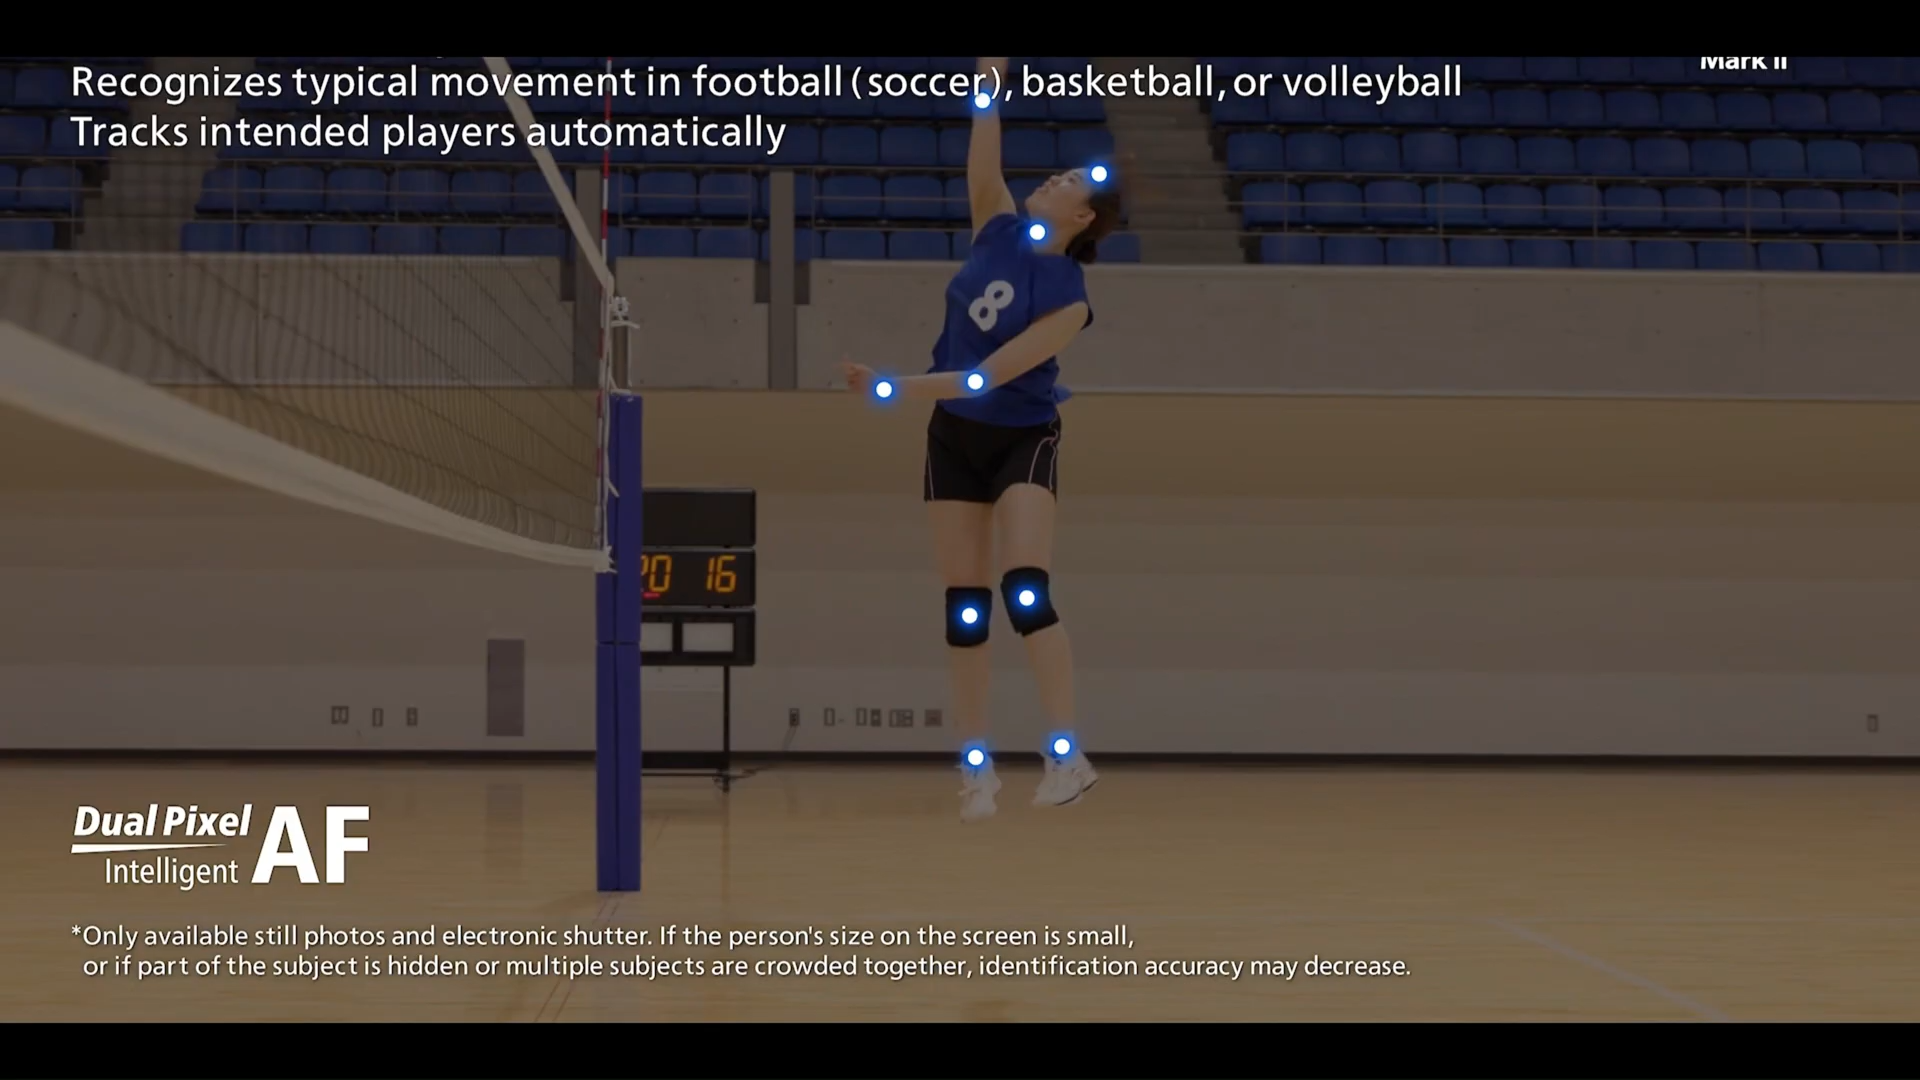 Mark II
Recognizes typical movement in football (soccer), basketball, or volleyball
Tracks intended players automatically
8
20 16
Dual Pixel
Intelligent AF
*Only available still photos and electronic shutter. If the person's size on the screen is small,
or if part of the subject is hidden or multiple subjects are crowded together, identification accuracy may decrease.